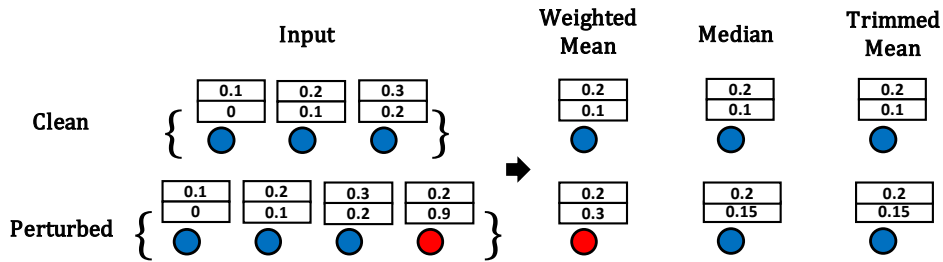 Input
Weighted
Mean
Median
Trimmed
Mean
Clean
{ 0.1 0.2 0.3 }
0 0.1 0.2
0.2 0.2 0.2
0.1 0.1 0.1
Perturbed
{ 0.1 0.2 0.3 0.2 }
0 0.1 0.2 0.9
0.2 0.2 0.2
0.3 0.15 0.15